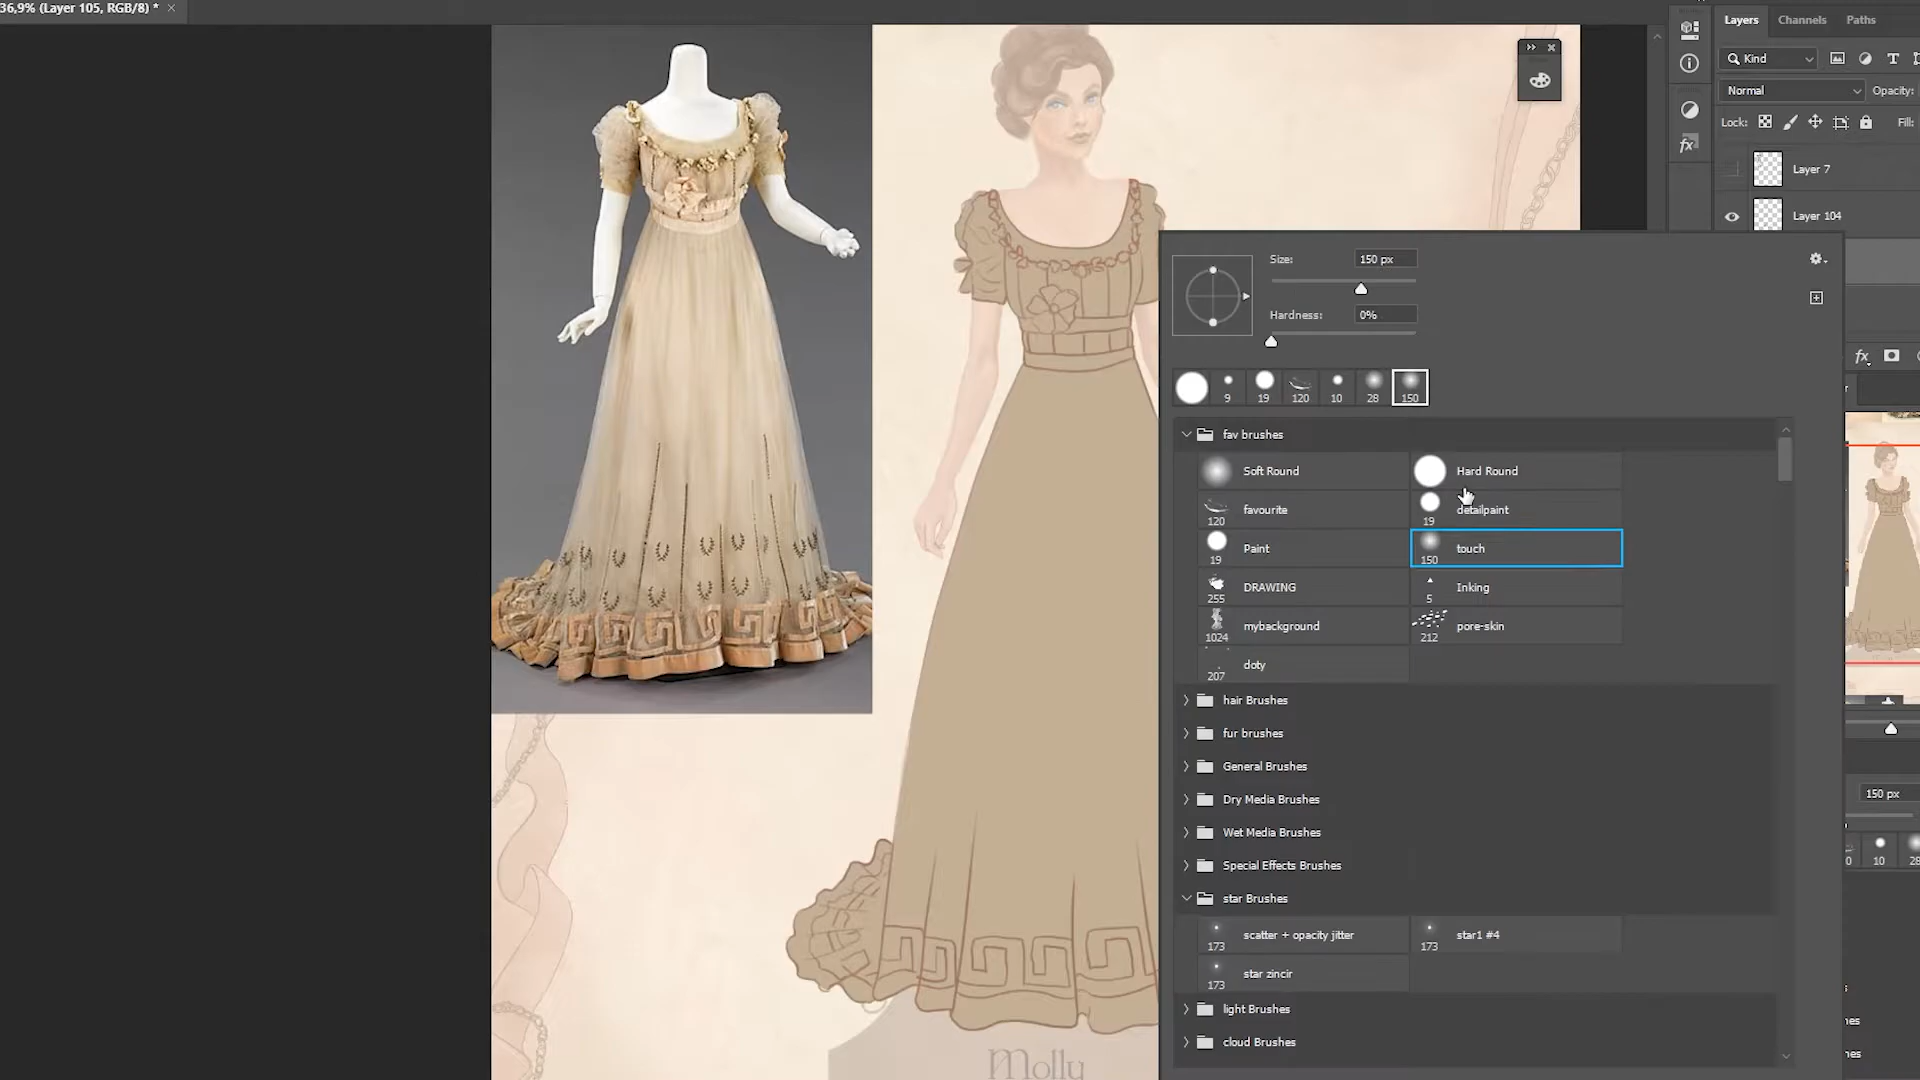 36,9% (Layer 105, RGB/8) *
Layers Channels Paths
Kind
Normal Opacity:
Lock: Fill:
Layer 7
Layer 104
Size: 150 px
Hardness: 0%
9 19 120 10 28 150
fav brushes
Soft Round Hard Round
120 favourite 19 detailpaint
19 Paint 150 touch
255 DRAWING 5 Inking
1024 mybackground 212 pore-skin
207 doty
hair Brushes
fur brushes
General Brushes
Dry Media Brushes
Wet Media Brushes
Special Effects Brushes
star Brushes
173 scatter + opacity jitter 173 star1 #4
173 star zincir
light Brushes
cloud Brushes
150 px
0 10 28
Molly